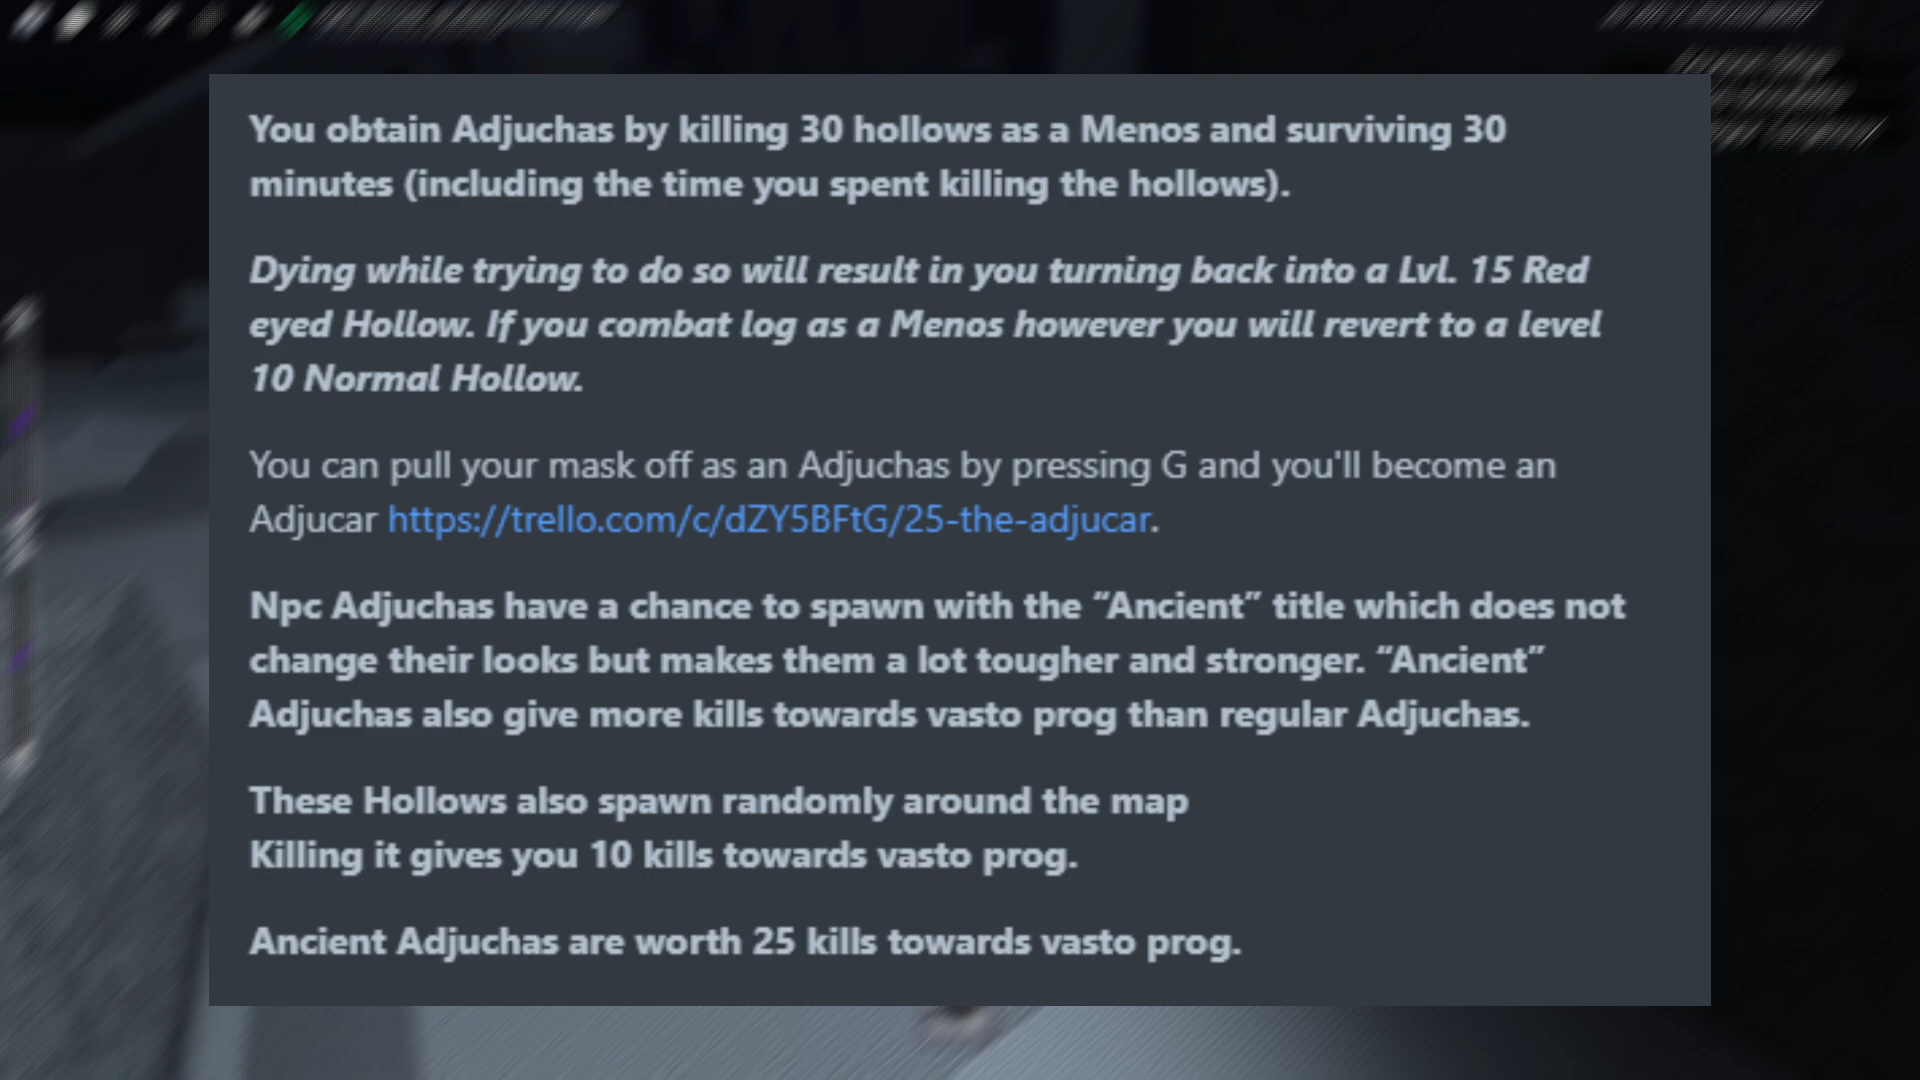 You obtain Adjuchas by killing 30 hollows as a Menos and surviving 30
minutes (including the time you spent killing the hollows).
Dying while trying to do so will result in you turning back into a Lvl. 15 Red
eyed Hollow. If you combat log as a Menos however you will revert to a level
10 Normal Hollow.
You can pull your mask off as an Adjuchas by pressing G and you'll become an
Adjucar https://trello.com/c/dZY5BFtG/25-the-adjucar.
Npc Adjuchas have a chance to spawn with the “Ancient” title which does not
change their looks but makes them a lot tougher and stronger. “Ancient”
Adjuchas also give more kills towards vasto prog than regular Adjuchas.
These Hollows also spawn randomly around the map
Killing it gives you 10 kills towards vasto prog.
Ancient Adjuchas are worth 25 kills towards vasto prog.